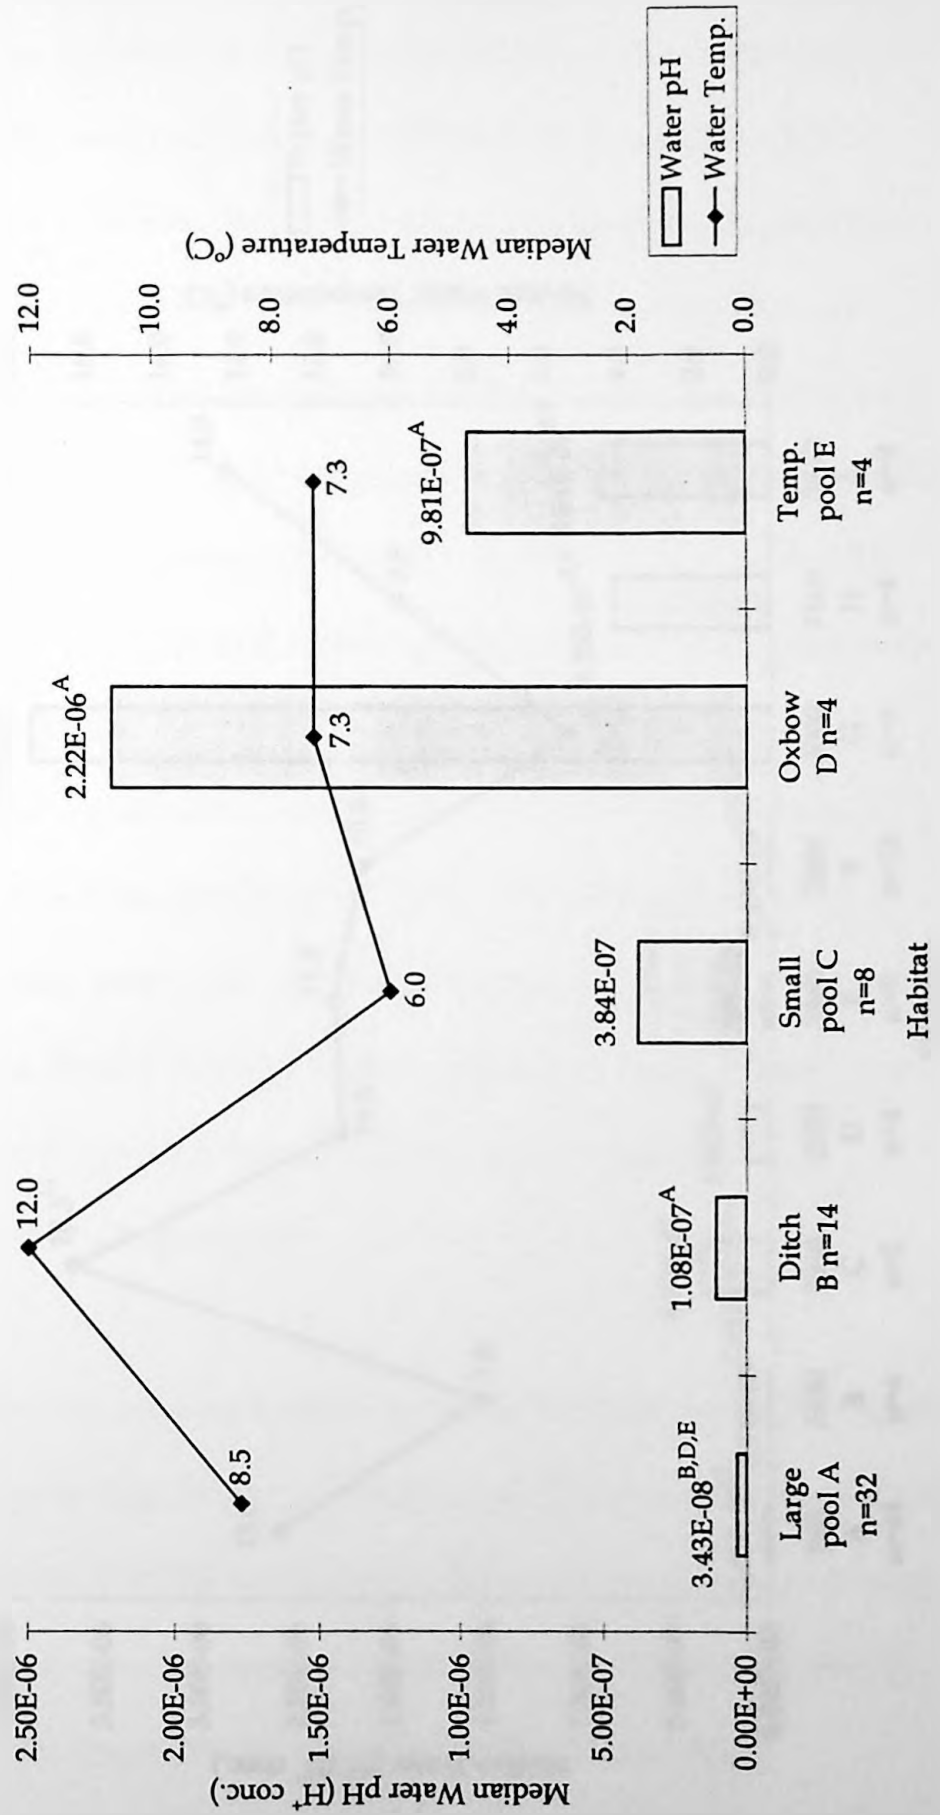 Median Water pH (H⁺ conc.)
2.50E-06
2.00E-06
1.50E-06
1.00E-06
5.00E-07
0.00E+00
8.5
12.0
6.0
7.3
7.3
3.43E-08^B,D,E
1.08E-07^A
3.84E-07
2.22E-06^A
9.81E-07^A
Large
pool A
n=32
Ditch
B n=14
Small
pool C
n=8
Oxbow
D n=4
Temp.
pool E
n=4
Habitat
12.0
10.0
8.0
6.0
4.0
2.0
0.0
Median Water Temperature (°C)
Water pH
Water Temp.